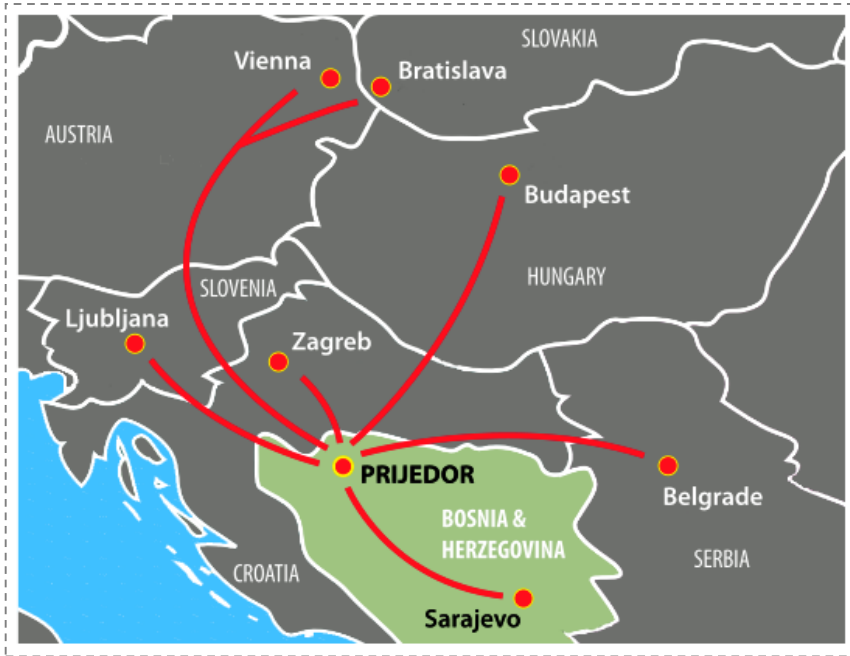 SLOVAKIA
Vienna
Bratislava
AUSTRIA
Budapest
HUNGARY
SLOVENIA
Ljubljana
Zagreb
PRIJEDOR
Belgrade
BOSNIA &
HERZEGOVINA
SERBIA
CROATIA
Sarajevo